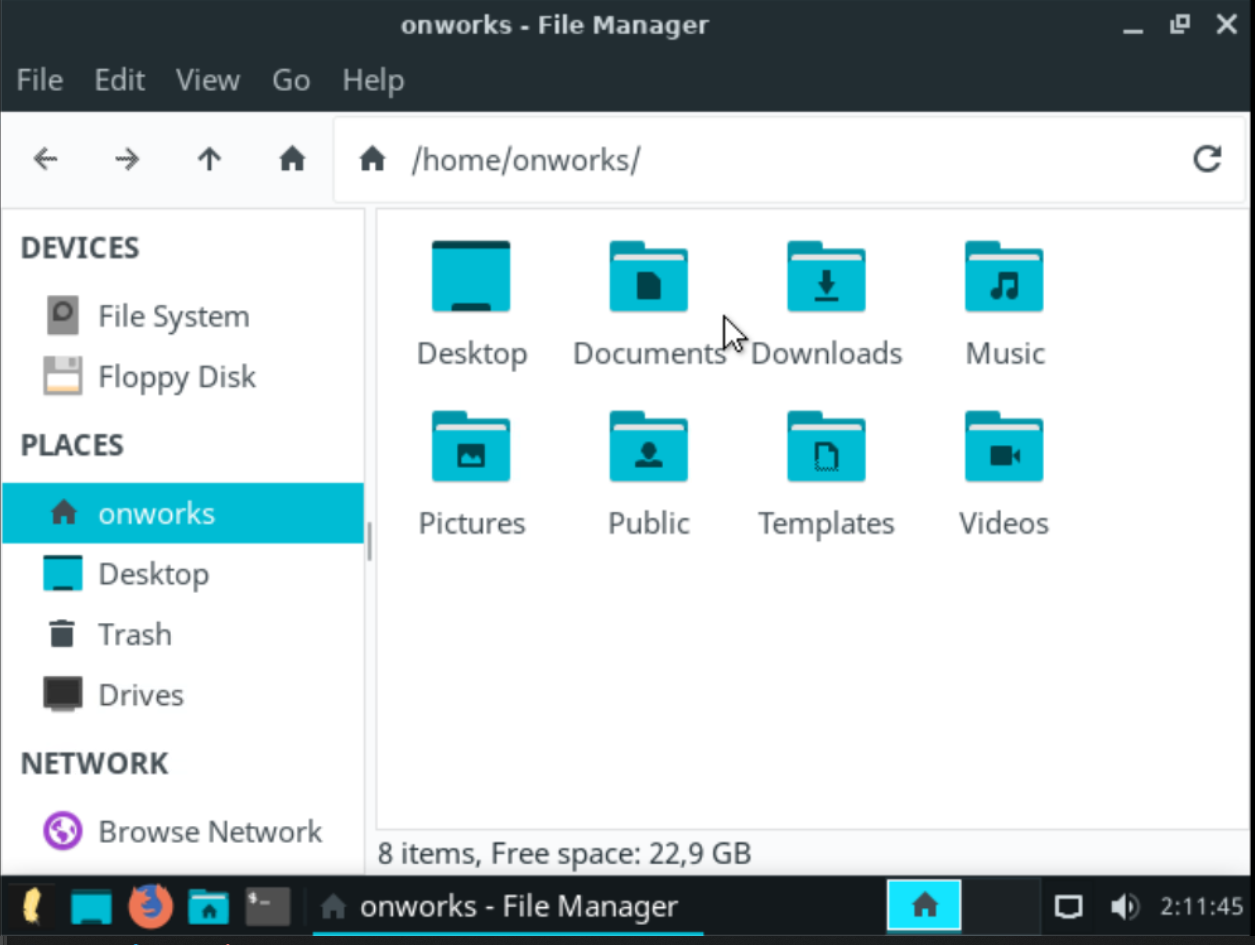 onworks - File Manager
File Edit View Go Help
/home/onworks/
DEVICES
File System
Floppy Disk
PLACES
onworks
Desktop
Trash
Drives
NETWORK
Browse Network
Desktop Documents Downloads Music
Pictures Public Templates Videos
8 items, Free space: 22,9 GB
$-
onworks - File Manager
2:11:45